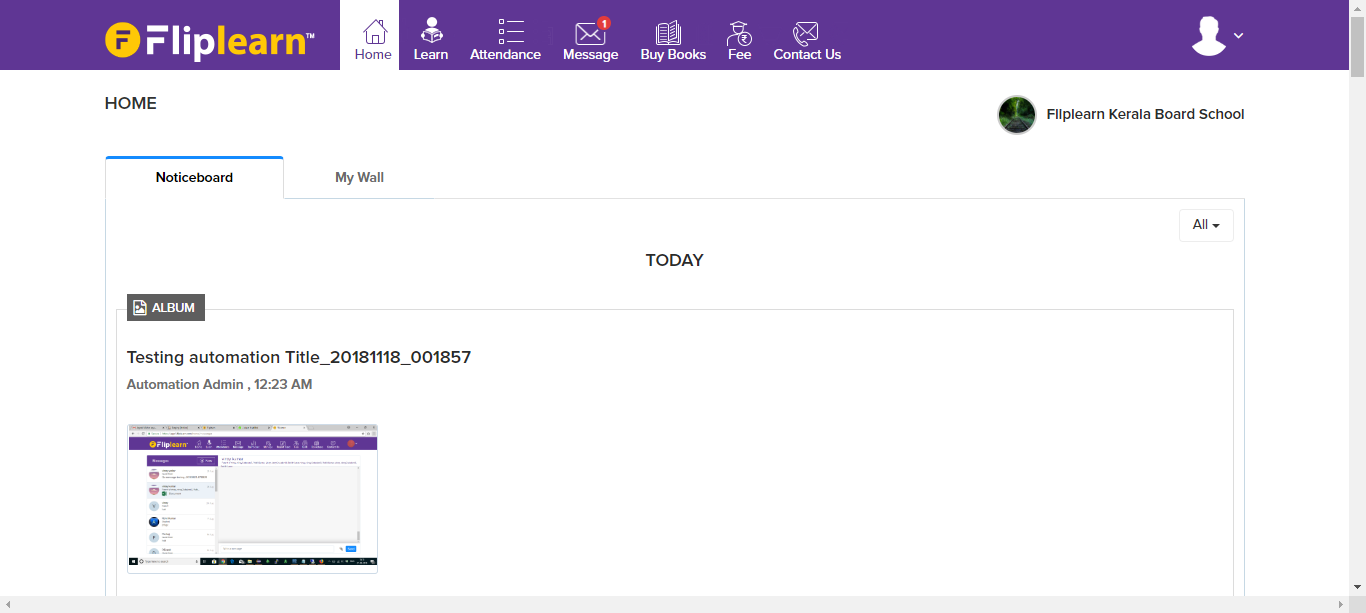 Fliplearn™
Home
Learn
Attendance
1
Message
Buy Books
Fee
Contact Us
HOME
Fliplearn Kerala Board School
Noticeboard
My Wall
All
TODAY
ALBUM
Testing automation Title_20181118_001857
Automation Admin , 12:23 AM
Fliplearn